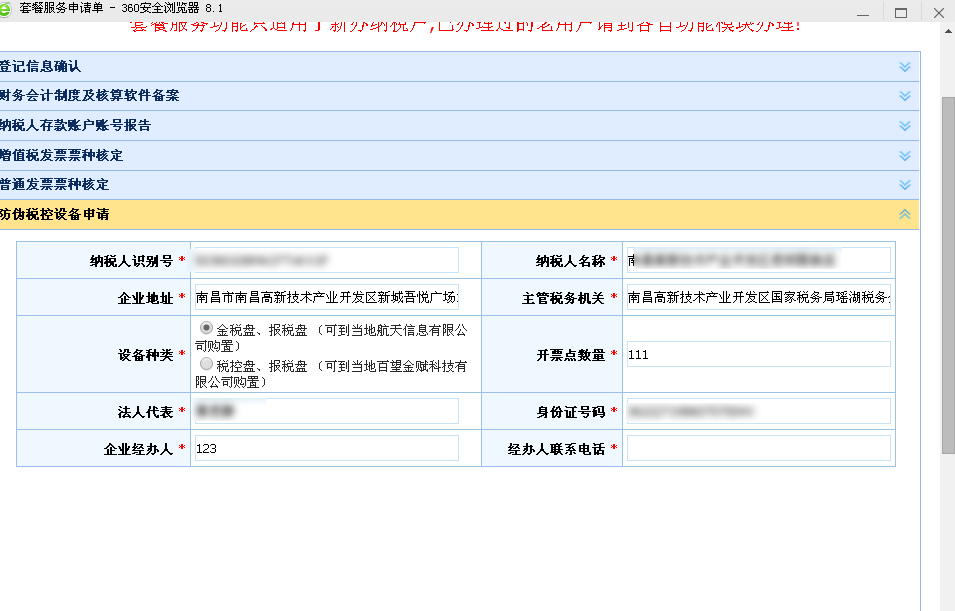 套餐服务申请单 - 360安全浏览器 8.1
套餐服务功能只适用于新办纳税户,已办理过的老用户请到各自功能模块办理!
登记信息确认
财务会计制度及核算软件备案
纳税人存款账户账号报告
增值税发票票种核定
普通发票票种核定
防伪税控设备申请
纳税人识别号 *
纳税人名称 * 南
企业地址 * 南昌市南昌高新技术产业开发区新城吾悦广场
主管税务机关 * 南昌高新技术产业开发区国家税务局瑶湖税务
设备种类 *
金税盘、报税盘 （可到当地航天信息有限公
司购置）
税控盘、报税盘 （可到当地百望金赋科技有
限公司购置）
开票点数量 * 111
法人代表 *
身份证号码 *
企业经办人 * 123
经办人联系电话 *